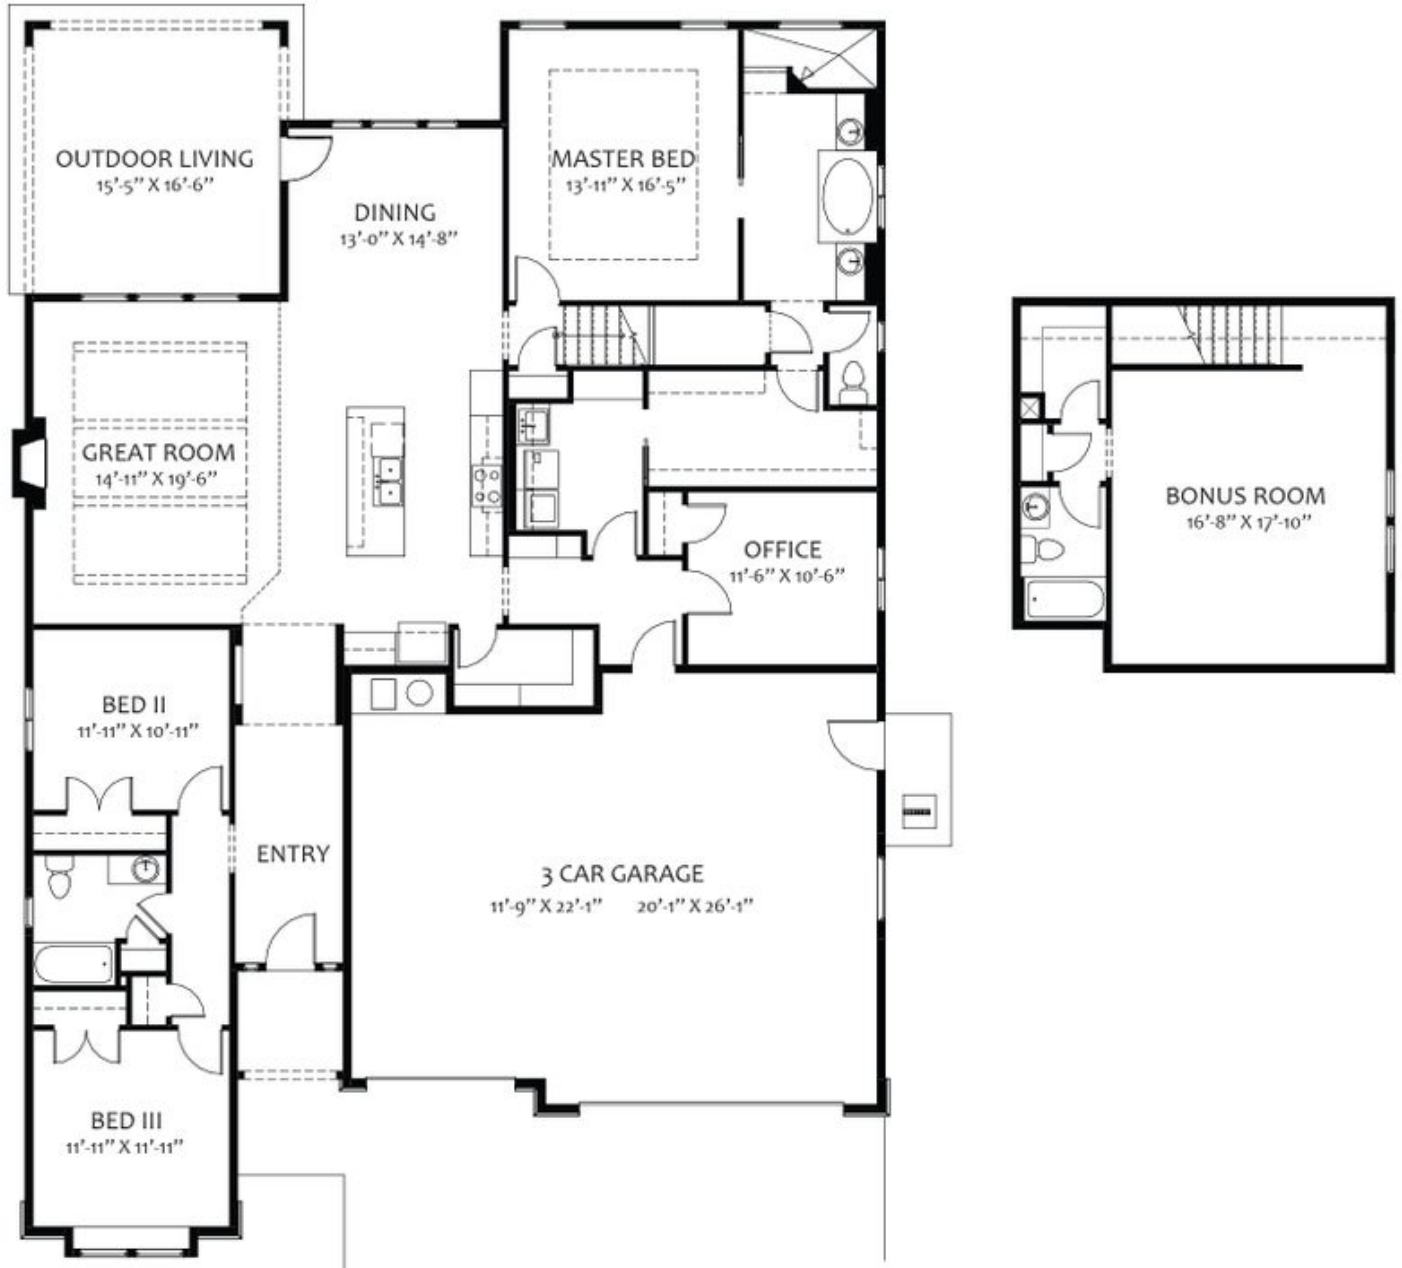 OUTDOOR LIVING
15'-5" X 16'-6"
MASTER BED
13'-11" X 16'-5"
DINING
13'-0" X 14'-8"
GREAT ROOM
14'-11" X 19'-6"
OFFICE
11'-6" X 10'-6"
BONUS ROOM
16'-8" X 17'-10"
BED II
11'-11" X 10'-11"
ENTRY
3 CAR GARAGE
11'-9" X 22'-1" 20'-1" X 26'-1"
BED III
11'-11" X 11'-11"